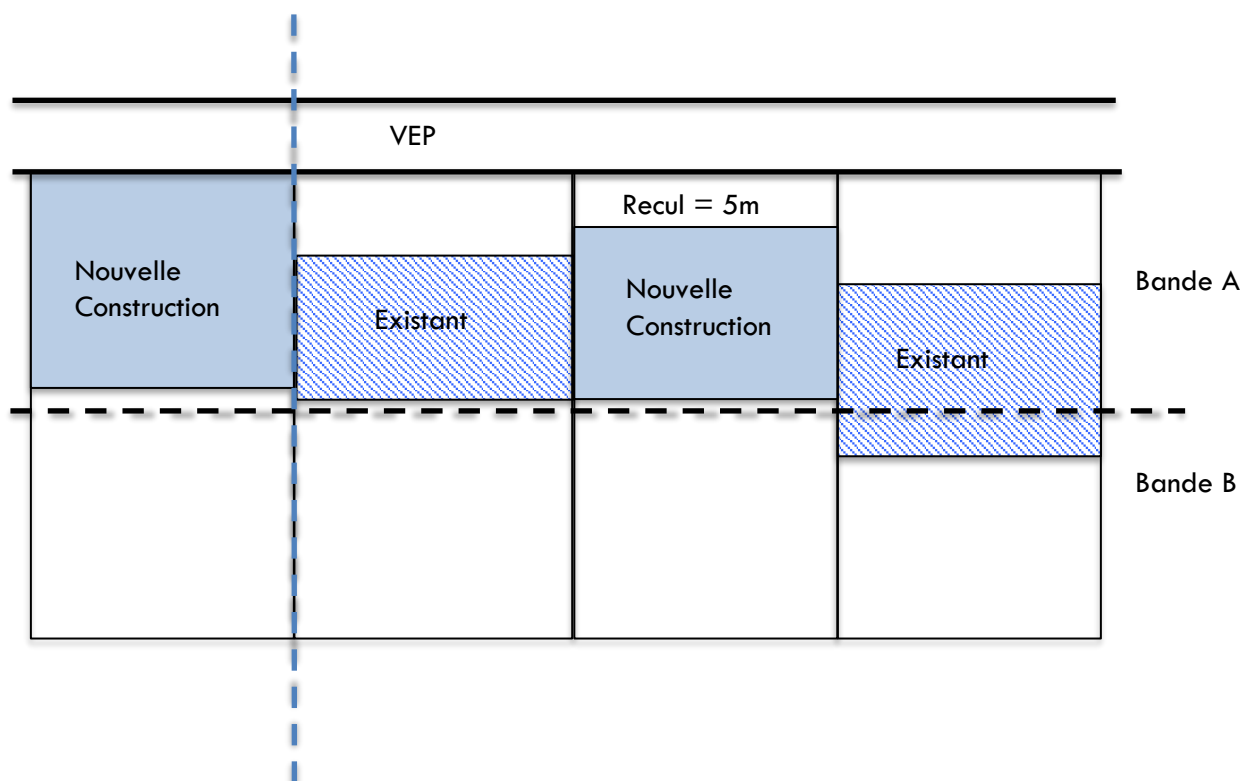 VEP
Recul = 5m
Nouvelle
Construction
Existant
Nouvelle
Construction
Existant
Bande A
Bande B